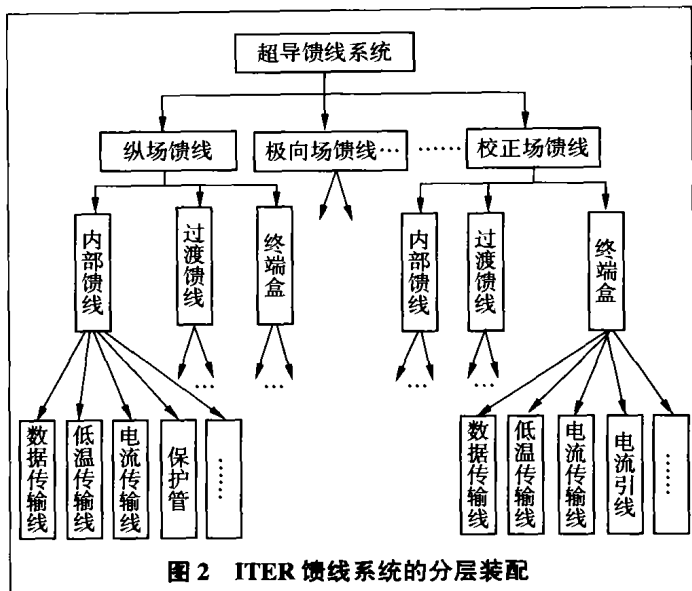 超导馈线系统
纵场馈线
极向场馈线…
……
校正场馈线
内部馈线
过渡馈线
终端盒
内部馈线
过渡馈线
终端盒
…
…
…
…
数据传输线
低温传输线
电流传输线
保护管
……
数据传输线
低温传输线
电流传输线
电流引线
……
图2 ITER 馈线系统的分层装配